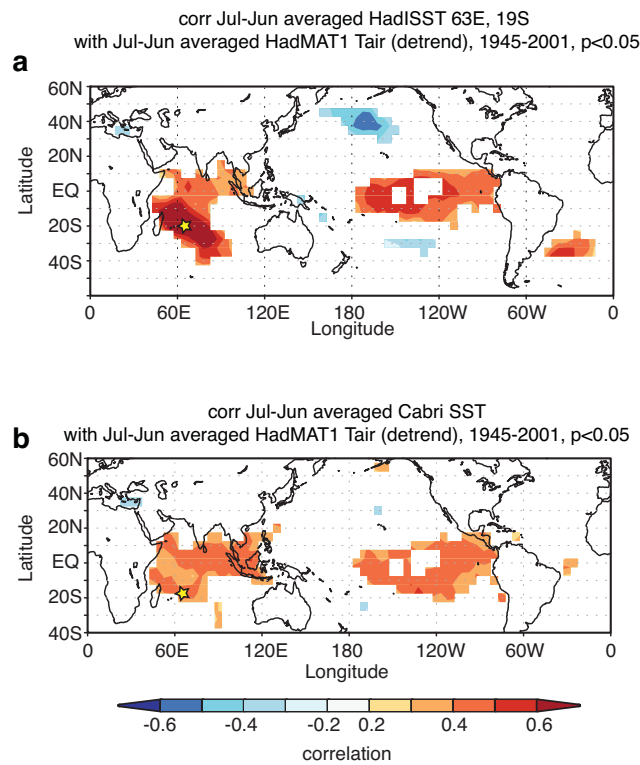 corr Jul-Jun averaged HadISST 63E, 19S
with Jul-Jun averaged HadMAT1 Tair (detrend), 1945-2001, p<0.05
a
60N
40N
20N
EQ
20S
40S
Latitude
0 60E 120E 180 120W 60W 0
Longitude
corr Jul-Jun averaged Cabri SST
b
with Jul-Jun averaged HadMAT1 Tair (detrend), 1945-2001, p<0.05
60N
40N
20N
EQ
20S
40S
Latitude
0 60E 120E 180 120W 60W 0
Longitude
-0.6 -0.4 -0.2 0.2 0.4 0.6
correlation